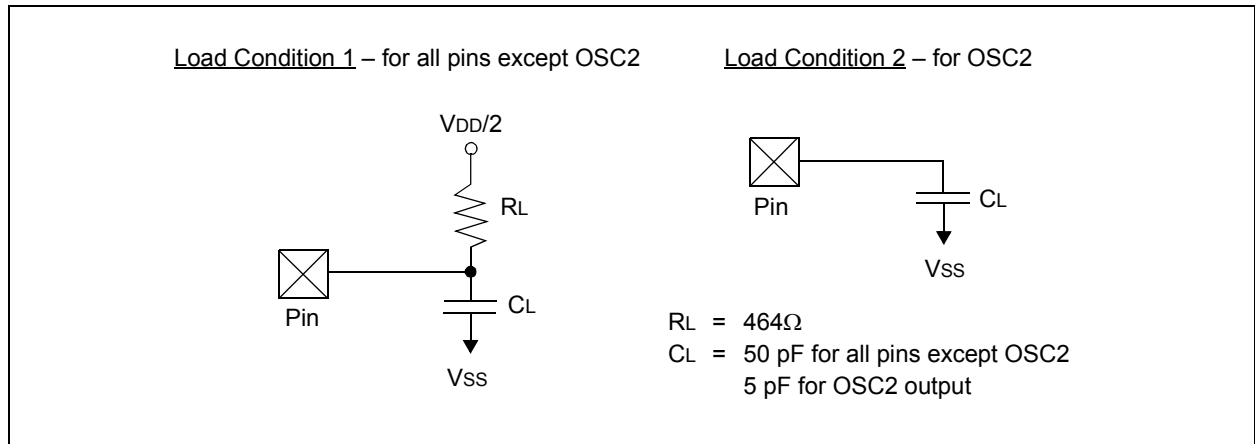 Load Condition 1 – for all pins except OSC2
Load Condition 2 – for OSC2
VDD/2
RL
Pin
CL
VSS
Pin
CL
VSS
RL = 464Ω
CL = 50 pF for all pins except OSC2
5 pF for OSC2 output